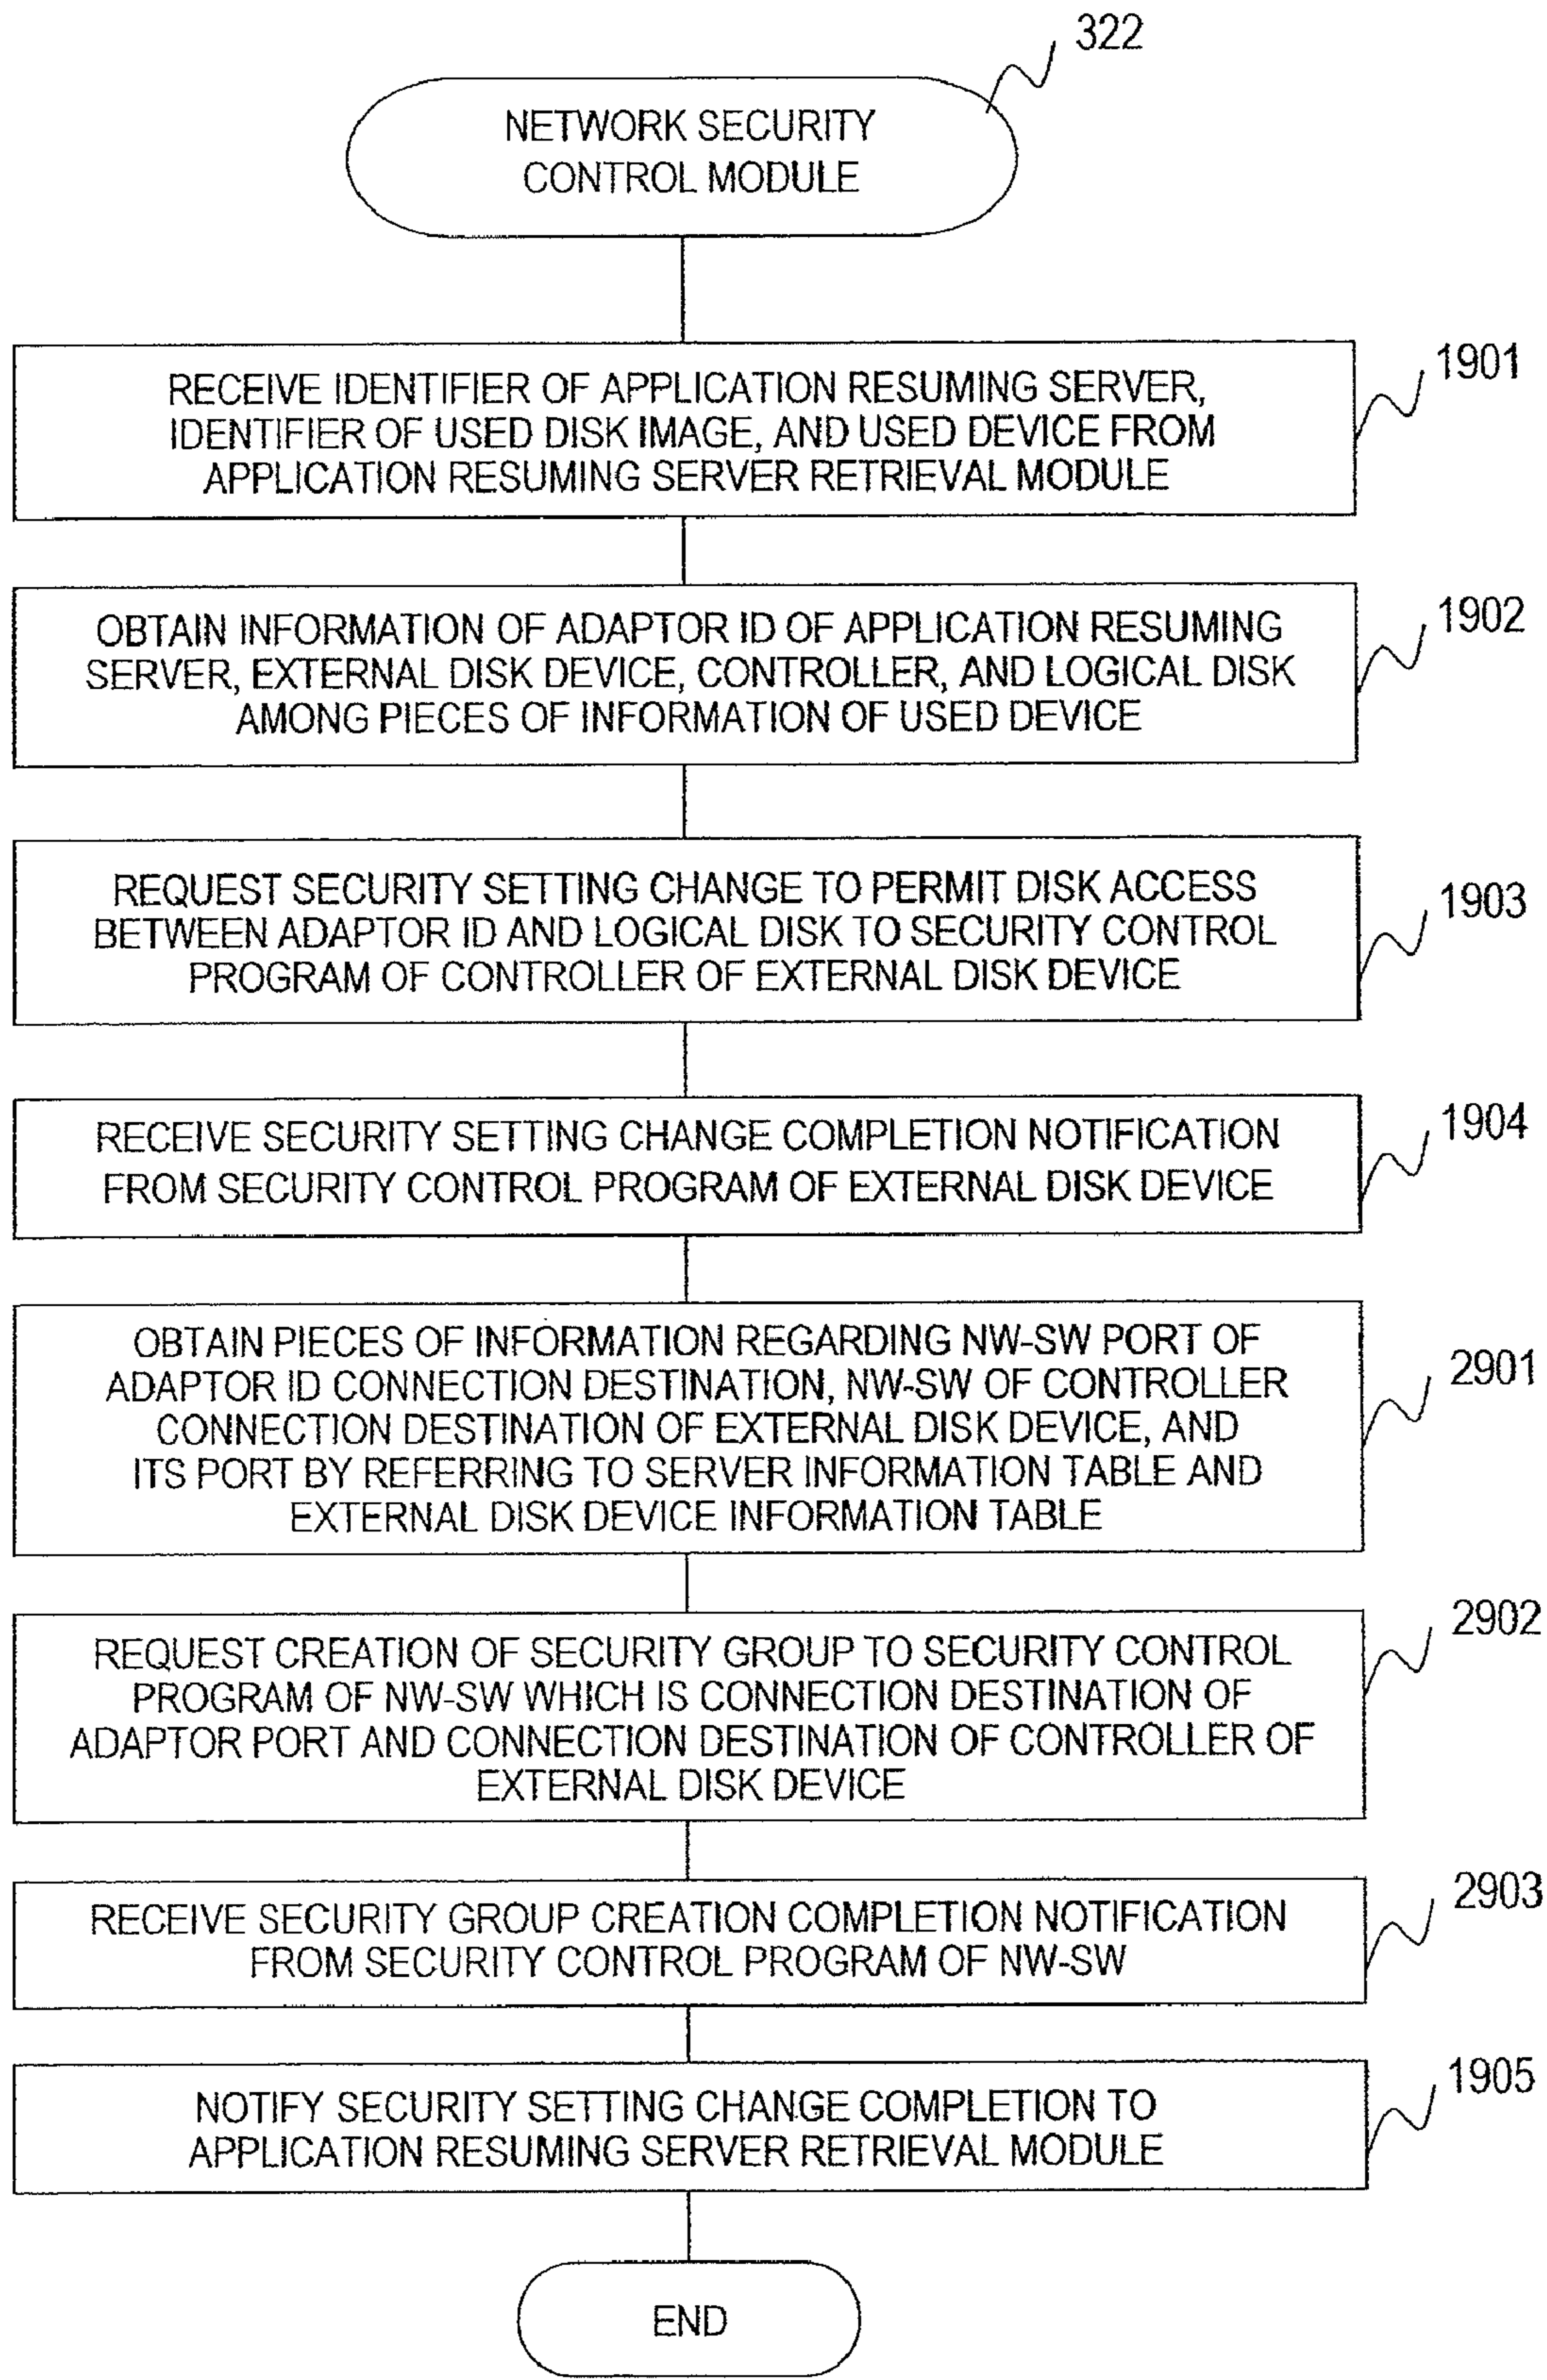 322
NETWORK SECURITY
CONTROL MODULE
1901
RECEIVE IDENTIFIER OF APPLICATION RESUMING SERVER,
IDENTIFIER OF USED DISK IMAGE, AND USED DEVICE FROM
APPLICATION RESUMING SERVER RETRIEVAL MODULE
1902
OBTAIN INFORMATION OF ADAPTOR ID OF APPLICATION RESUMING
SERVER, EXTERNAL DISK DEVICE, CONTROLLER, AND LOGICAL DISK
AMONG PIECES OF INFORMATION OF USED DEVICE
1903
REQUEST SECURITY SETTING CHANGE TO PERMIT DISK ACCESS
BETWEEN ADAPTOR ID AND LOGICAL DISK TO SECURITY CONTROL
PROGRAM OF CONTROLLER OF EXTERNAL DISK DEVICE
1904
RECEIVE SECURITY SETTING CHANGE COMPLETION NOTIFICATION
FROM SECURITY CONTROL PROGRAM OF EXTERNAL DISK DEVICE
2901
OBTAIN PIECES OF INFORMATION REGARDING NW-SW PORT OF
ADAPTOR ID CONNECTION DESTINATION, NW-SW OF CONTROLLER
CONNECTION DESTINATION OF EXTERNAL DISK DEVICE, AND
ITS PORT BY REFERRING TO SERVER INFORMATION TABLE AND
EXTERNAL DISK DEVICE INFORMATION TABLE
2902
REQUEST CREATION OF SECURITY GROUP TO SECURITY CONTROL
PROGRAM OF NW-SW WHICH IS CONNECTION DESTINATION OF
ADAPTOR PORT AND CONNECTION DESTINATION OF CONTROLLER OF
EXTERNAL DISK DEVICE
2903
RECEIVE SECURITY GROUP CREATION COMPLETION NOTIFICATION
FROM SECURITY CONTROL PROGRAM OF NW-SW
1905
NOTIFY SECURITY SETTING CHANGE COMPLETION TO
APPLICATION RESUMING SERVER RETRIEVAL MODULE
END